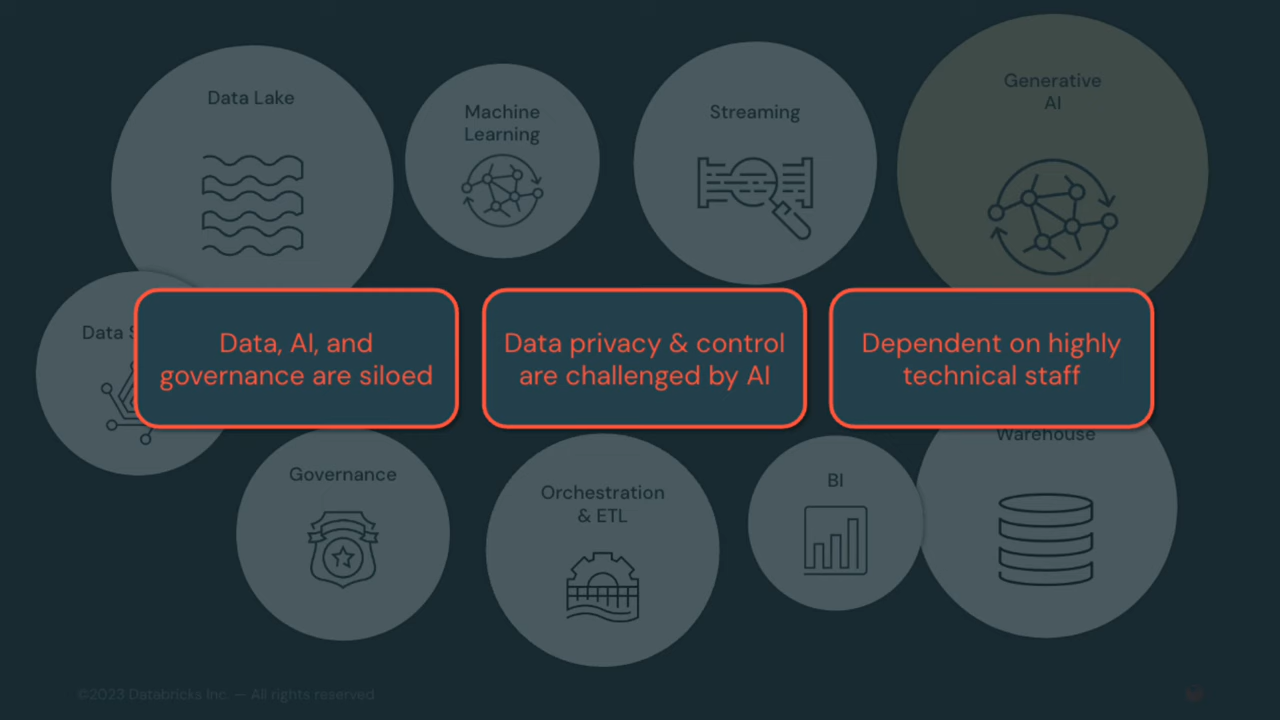 Data Lake
Machine
Learning
Streaming
Generative
AI
Data
Data, AI, and
governance are siloed
Data privacy & control
are challenged by AI
Dependent on highly
technical staff
Warehouse
Governance
Orchestration
& ETL
BI
©2023 Databricks Inc. — All rights reserved